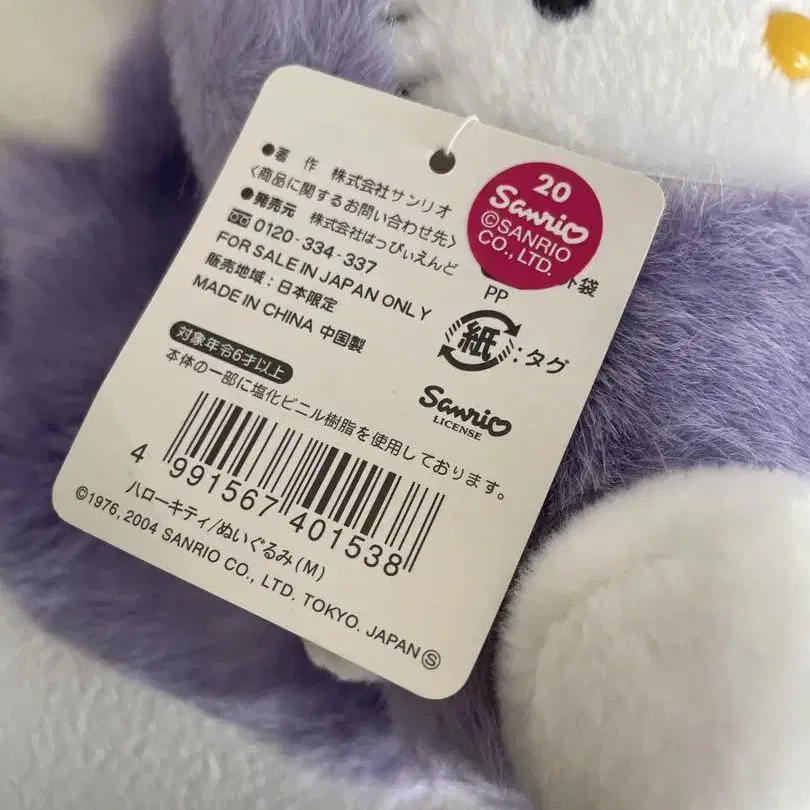 ●著 作 株式会社サンリオ
〈商品に関するお問い合わせ先〉
●発売元 株式会社はっぴぃえんど
0120-334-337
FOR SALE IN JAPAN ONLY
販売地域：日本限定
MADE IN CHINA 中国製
20
Sanrio
©SANRIO
CO., LTD.
袋
PP
紙:タグ
Sanrio
LICENSE
対象年令6才以上
本体の一部に塩化ビニル樹脂を使用しております。
4 991567 401538
ハローキティ/ぬいぐるみ(M)
©1976, 2004 SANRIO CO., LTD. TOKYO. JAPAN Ⓢ